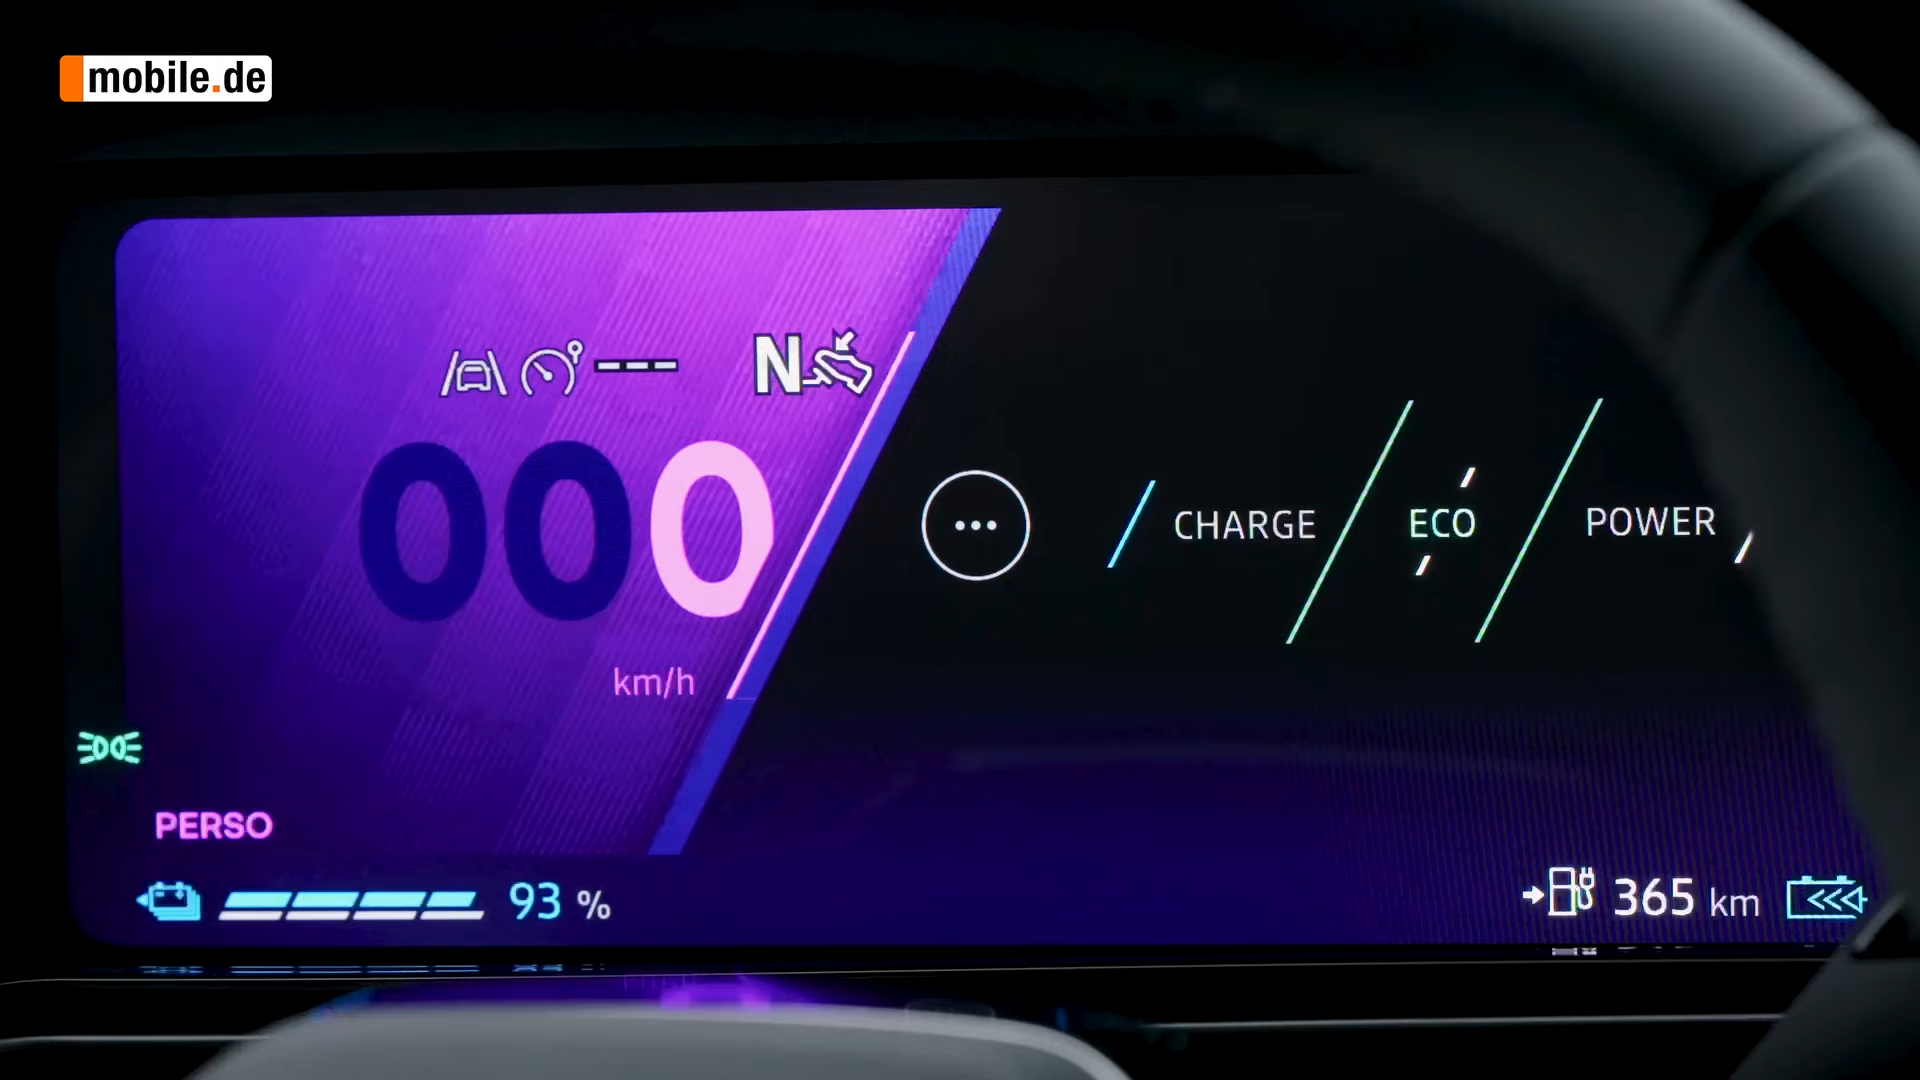 mobile.de
--- N
000
CHARGE ECO POWER
km/h
PERSO
93 %
365 km